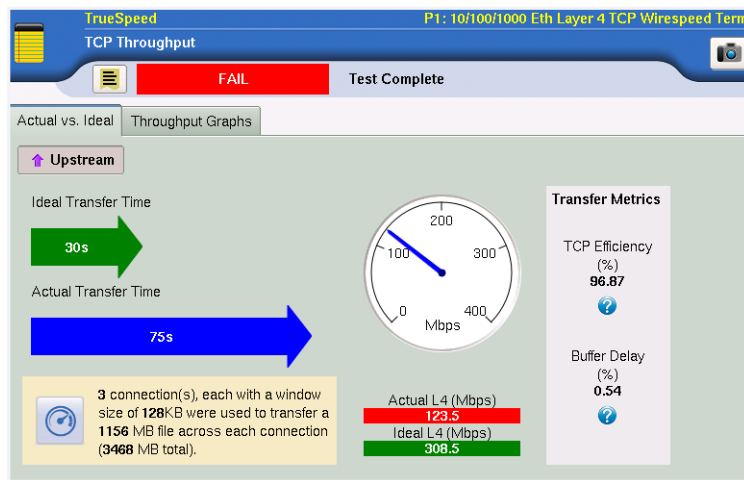 TrueSpeed
P1: 10/100/1000 Eth Layer 4 TCP Wirespeed Term
TCP Throughput
FAIL
Test Complete
Actual vs. Ideal
Throughput Graphs
Upstream
Ideal Transfer Time
30s
Actual Transfer Time
75s
3 connection(s), each with a window
size of 128KB were used to transfer a
1156 MB file across each connection
(3468 MB total).
200
100
300
0
400
Mbps
Actual L4 (Mbps)
123.5
Ideal L4 (Mbps)
308.5
Transfer Metrics
TCP Efficiency
(%)
96.87
?
Buffer Delay
(%)
0.54
?